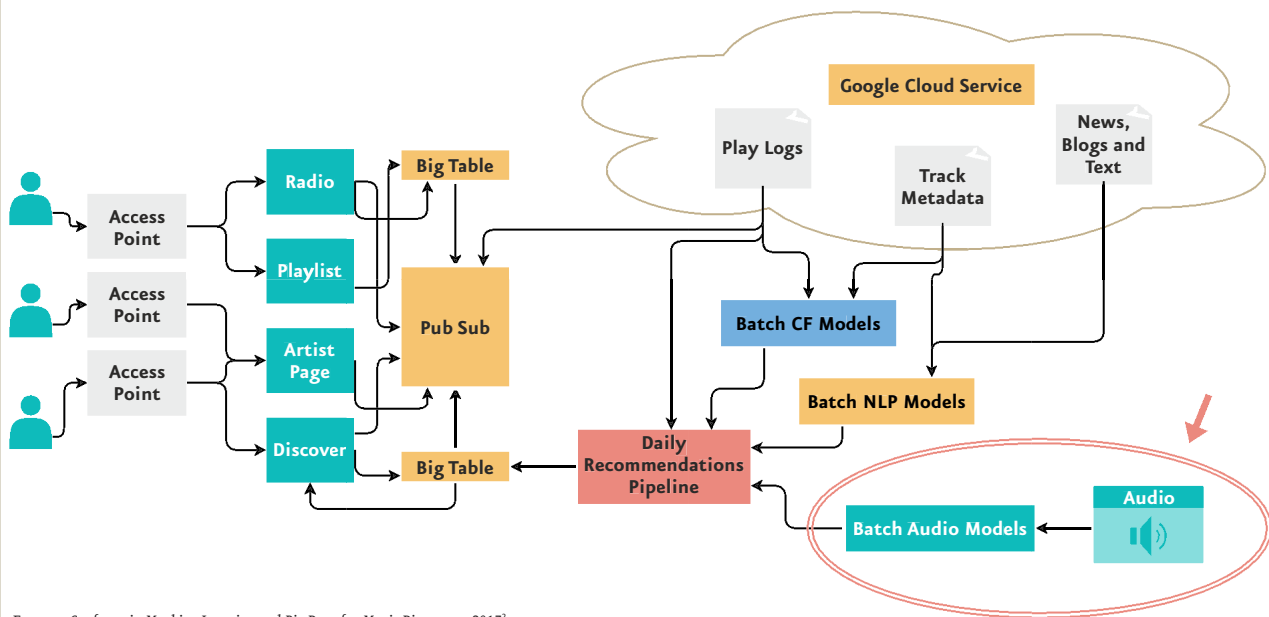 Google Cloud Service
Play Logs
Track
Metadata
News,
Blogs and
Text
Access
Point
Access
Point
Access
Point
Radio
Playlist
Artist
Page
Discover
Big Table
Pub Sub
Big Table
Batch CF Models
Batch NLP Models
Daily
Recommendations
Pipeline
Batch Audio Models
Audio